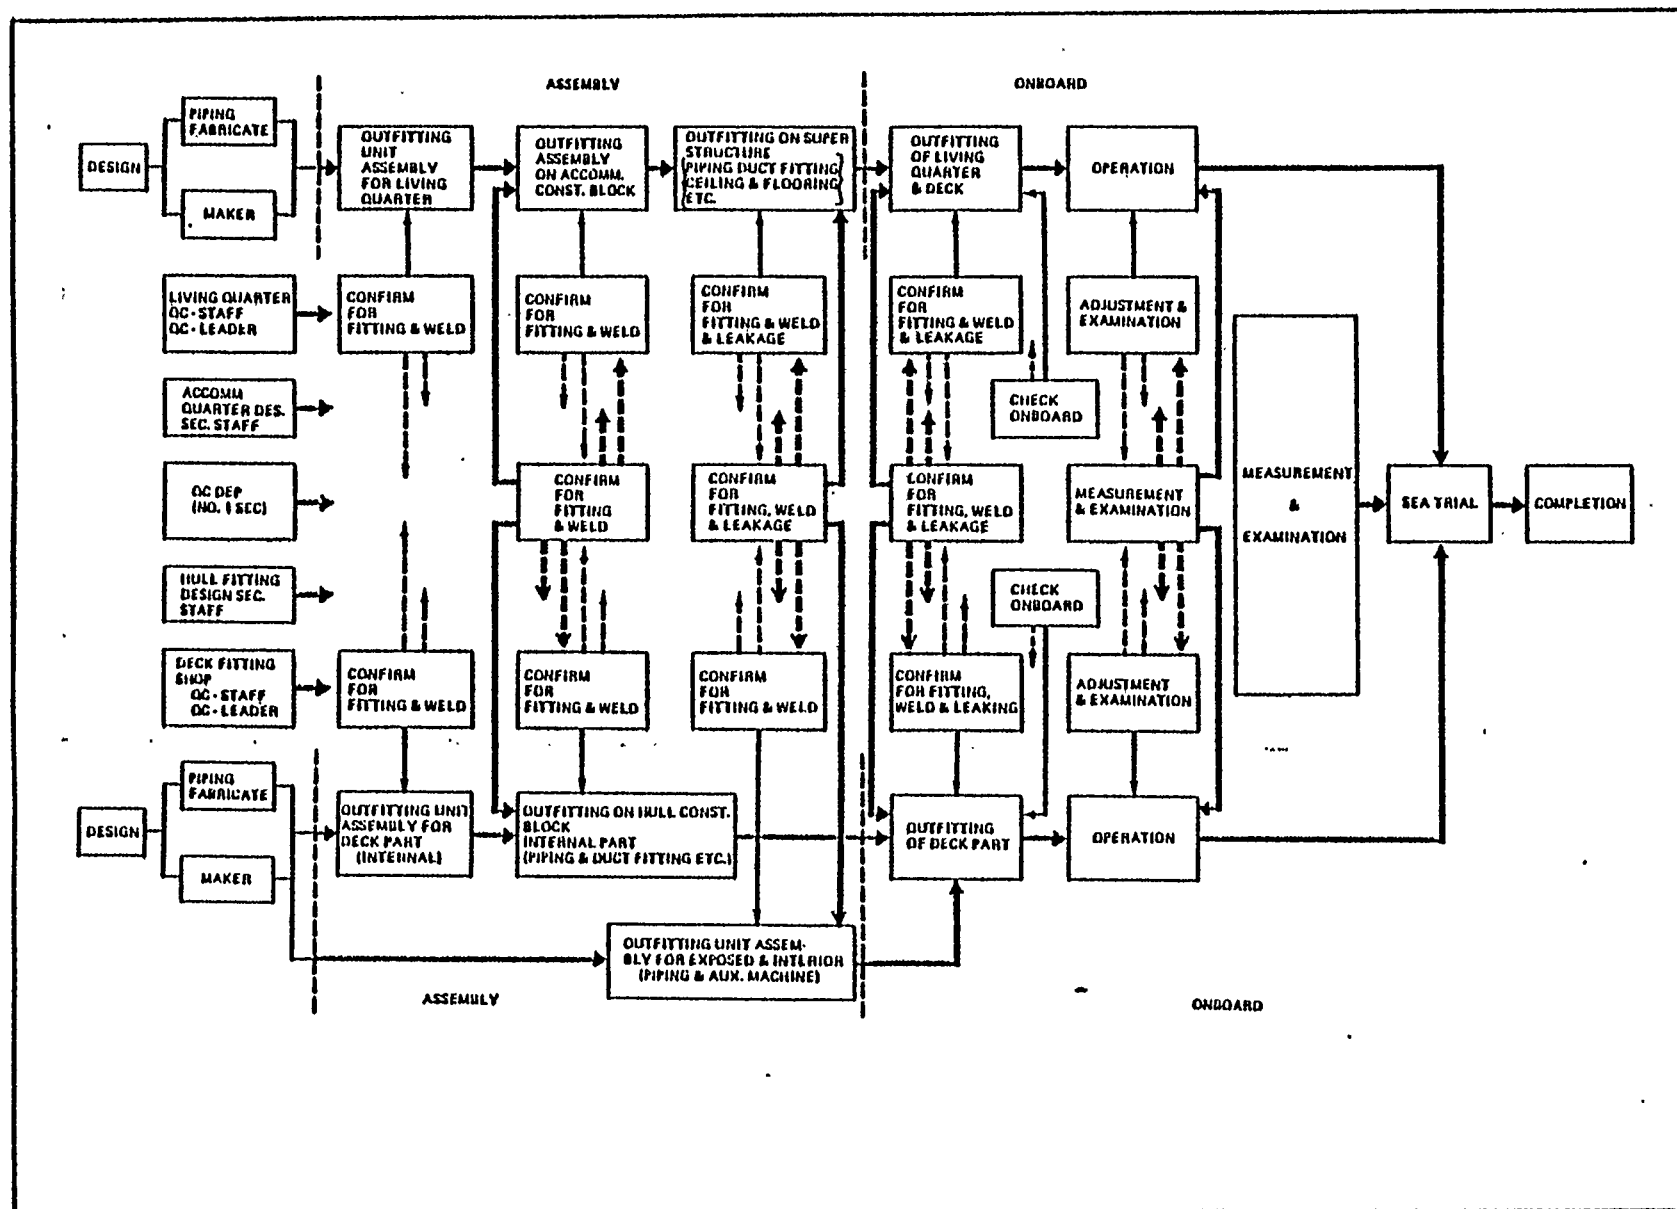 ASSEMBLY
ONBOARD
DESIGN
PIPING
FABRICATE
MAKER
OUTFITTING
UNIT
ASSEMBLY
FOR LIVING
QUARTER
OUTFITTING
ASSEMBLY
ON ACCOMM.
CONST. BLOCK
OUTFITTING ON SUPER
STRUCTURE
PIPING DUCT FITTING
CEILING & FLOORING
ETC.
OUTFITTING
OF LIVING
QUARTER
& DECK
OPERATION
LIVING QUARTER
QC - STAFF
QC - LEADER
CONFIRM
FOR
FITTING & WELD
CONFIRM
FOR
FITTING & WELD
CONFIRM
FOR
FITTING & WELD
& LEAKAGE
CONFIRM
FOR
FITTING & WELD
& LEAKAGE
ADJUSTMENT &
& EXAMINATION
ACCOMM
QUARTER DES.
SEC. STAFF
CHECK
ONBOARD
QC DEP
(NO. 1 SEC)
CONFIRM
FOR
FITTING
& WELD
CONFIRM
FOR
FITTING, WELD
& LEAKAGE
CONFIRM
FOR
FITTING, WELD
& LEAKAGE
MEASUREMENT
& EXAMINATION
MEASUREMENT
&
EXAMINATION
SEA TRIAL
COMPLETION
HULL FITTING
DESIGN SEC.
STAFF
CHECK
ONBOARD
DECK FITTING
SHOP
QC - STAFF
QC - LEADER
CONFIRM
FOR
FITTING & WELD
CONFIRM
FOR
FITTING & WELD
CONFIRM
FOR
FITTING & WELD
CONFIRM
FOR FITTING,
WELD & LEAKING
ADJUSTMENT
& EXAMINATION
DESIGN
PIPING
FABRICATE
MAKER
OUTFITTING UNIT
ASSEMBLY FOR
DECK PART
(INTERNAL)
OUTFITTING ON HULL CONST.
BLOCK
INTERNAL PART
(PIPING & DUCT FITTING ETC.)
OUTFITTING
OF DECK PART
OPERATION
OUTFITTING UNIT ASSEM-
BLY FOR EXPOSED & INTERIOR
(PIPING & AUX. MACHINE)
ASSEMBLY
ONBOARD